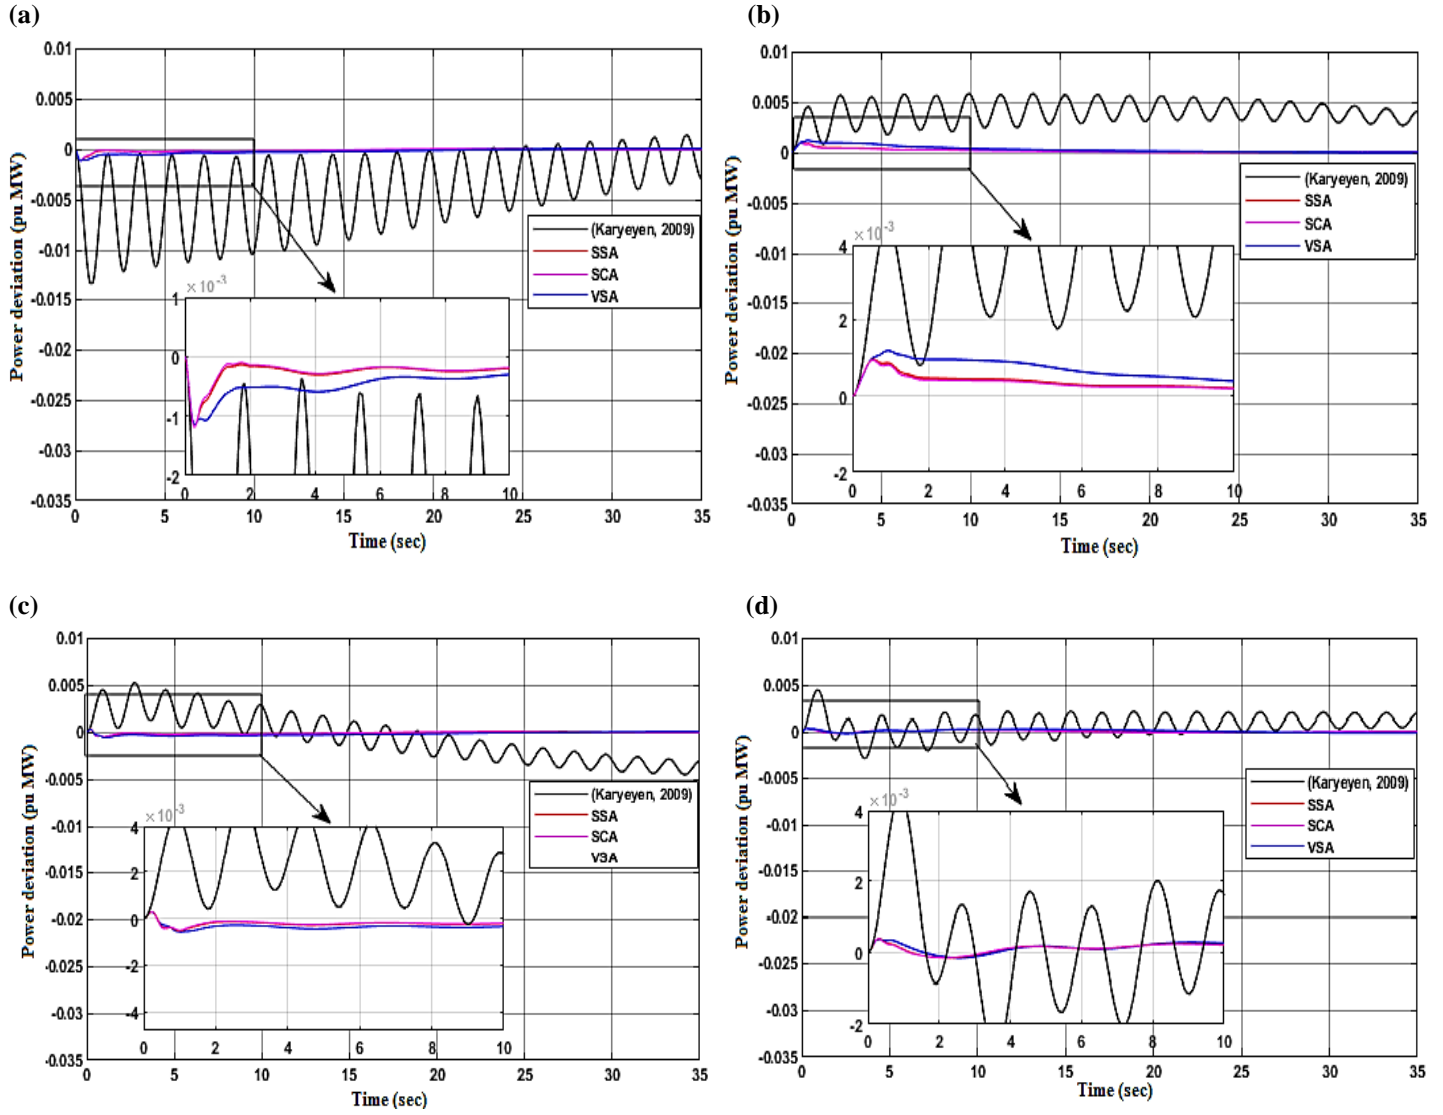 (a)
0.01
0.005
0
-0.005
-0.01
-0.015
-0.02
-0.025
-0.03
-0.035
Power deviation (pu MW)
(Karyeyen, 2009)
SSA
SCA
VSA
×10-3
1
0
-1
-2
0 2 4 6 8 10
0 5 10 15 20 25 30 35
Time (sec)
(b)
0.01
0.005
0
-0.005
-0.01
-0.015
-0.02
-0.025
-0.03
-0.035
Power deviation (pu MW)
(Karyeyen, 2009)
SSA
SCA
VSA
×10-3
4
2
0
-2
0 2 4 6 8 10
0 5 10 15 20 25 30 35
Time (sec)
(c)
0.01
0.005
0
-0.005
-0.01
-0.015
-0.02
-0.025
-0.03
-0.035
Power deviation (pu MW)
(Karyeyen, 2009)
SSA
SCA
VSA
×10-3
4
2
0
-2
-4
0 2 4 6 8 10
0 5 10 15 20 25 30 35
Time (sec)
(d)
0.01
0.005
0
-0.005
-0.01
-0.015
-0.02
-0.025
-0.03
-0.035
Power deviation (pu MW)
(Karyeyen, 2009)
SSA
SCA
VSA
×10-3
4
2
0
-2
0 2 4 6 8 10
0 5 10 15 20 25 30 35
Time (sec)